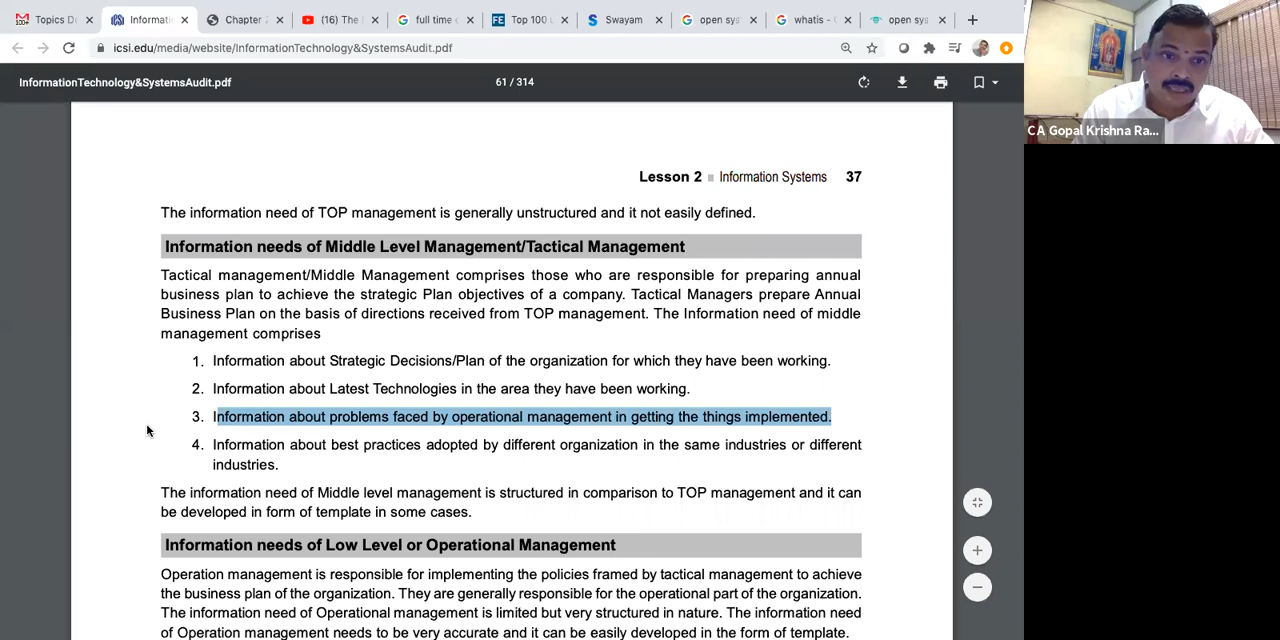 Topics D
Informati
Chapter
(16) The
full time
Top 100
Swayam
open sys
whatis -
open sys
icsi.edu/media/website/InformationTechnology&SystemsAudit.pdf
InformationTechnology&SystemsAudit.pdf
61 / 314
C A Gopal Krishna Ra...
Lesson 2 Information Systems 37
The information need of TOP management is generally unstructured and it not easily defined.
Information needs of Middle Level Management/Tactical Management
Tactical management/Middle Management comprises those who are responsible for preparing annual
business plan to achieve the strategic Plan objectives of a company. Tactical Managers prepare Annual
Business Plan on the basis of directions received from TOP management. The Information need of middle
management comprises
1. Information about Strategic Decisions/Plan of the organization for which they have been working.
2. Information about Latest Technologies in the area they have been working.
3. Information about problems faced by operational management in getting the things implemented.
4. Information about best practices adopted by different organization in the same industries or different
industries.
The information need of Middle level management is structured in comparison to TOP management and it can
be developed in form of template in some cases.
Information needs of Low Level or Operational Management
Operation management is responsible for implementing the policies framed by tactical management to achieve
the business plan of the organization. They are generally responsible for the operational part of the organization.
The information need of Operational management is limited but very structured in nature. The information need
of Operation management needs to be very accurate and it can be easily developed in the form of template.